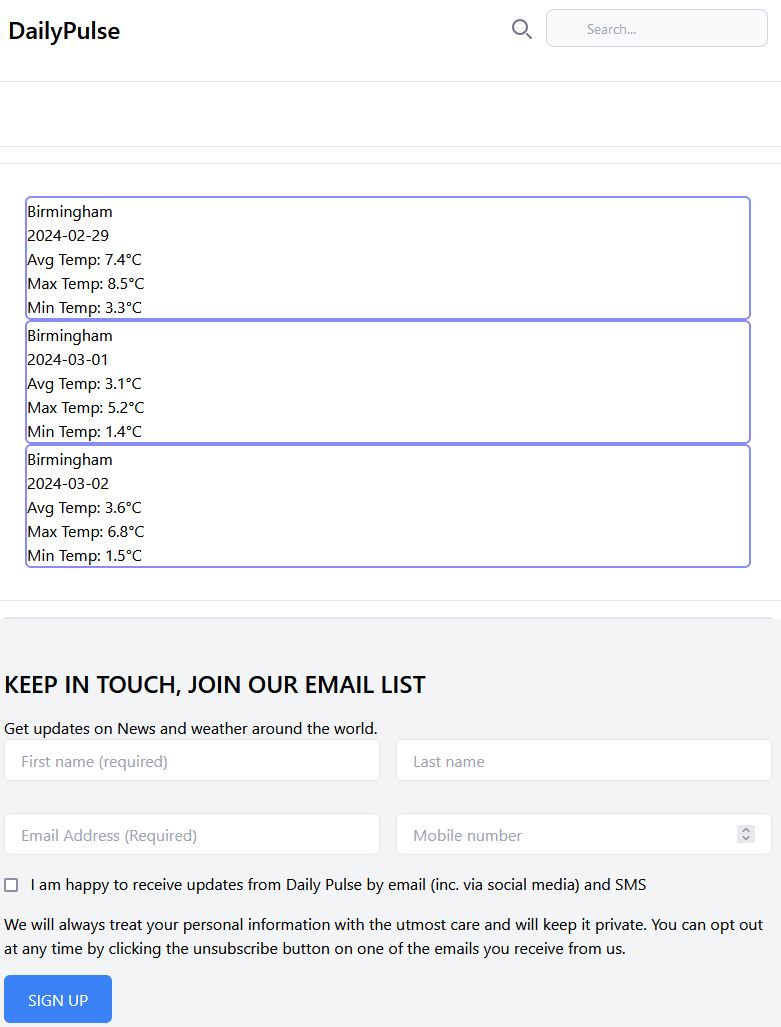 DailyPulse
Search...
Birmingham
2024-02-29
Avg Temp: 7.4°C
Max Temp: 8.5°C
Min Temp: 3.3°C
Birmingham
2024-03-01
Avg Temp: 3.1°C
Max Temp: 5.2°C
Min Temp: 1.4°C
Birmingham
2024-03-02
Avg Temp: 3.6°C
Max Temp: 6.8°C
Min Temp: 1.5°C
KEEP IN TOUCH, JOIN OUR EMAIL LIST
Get updates on News and weather around the world.
First name (required)
Last name
Email Address (Required)
Mobile number
I am happy to receive updates from Daily Pulse by email (inc. via social media) and SMS
We will always treat your personal information with the utmost care and will keep it private. You can opt out
at any time by clicking the unsubscribe button on one of the emails you receive from us.
SIGN UP